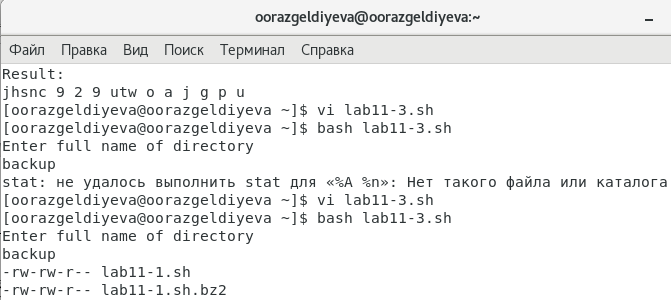 oorazgeldiyeva@oorazgeldiyeva:~
Файл Правка Вид Поиск Терминал Справка
Result:
jhsnc 9 2 9 utw o a j g p u
[oorazgeldiyeva@oorazgeldiyeva ~]$ vi lab11-3.sh
[oorazgeldiyeva@oorazgeldiyeva ~]$ bash lab11-3.sh
Enter full name of directory
backup
stat: не удалось выполнить stat для «%A %n»: Нет такого файла или каталога
[oorazgeldiyeva@oorazgeldiyeva ~]$ vi lab11-3.sh
[oorazgeldiyeva@oorazgeldiyeva ~]$ bash lab11-3.sh
Enter full name of directory
backup
-rw-rw-r-- lab11-1.sh
-rw-rw-r-- lab11-1.sh.bz2